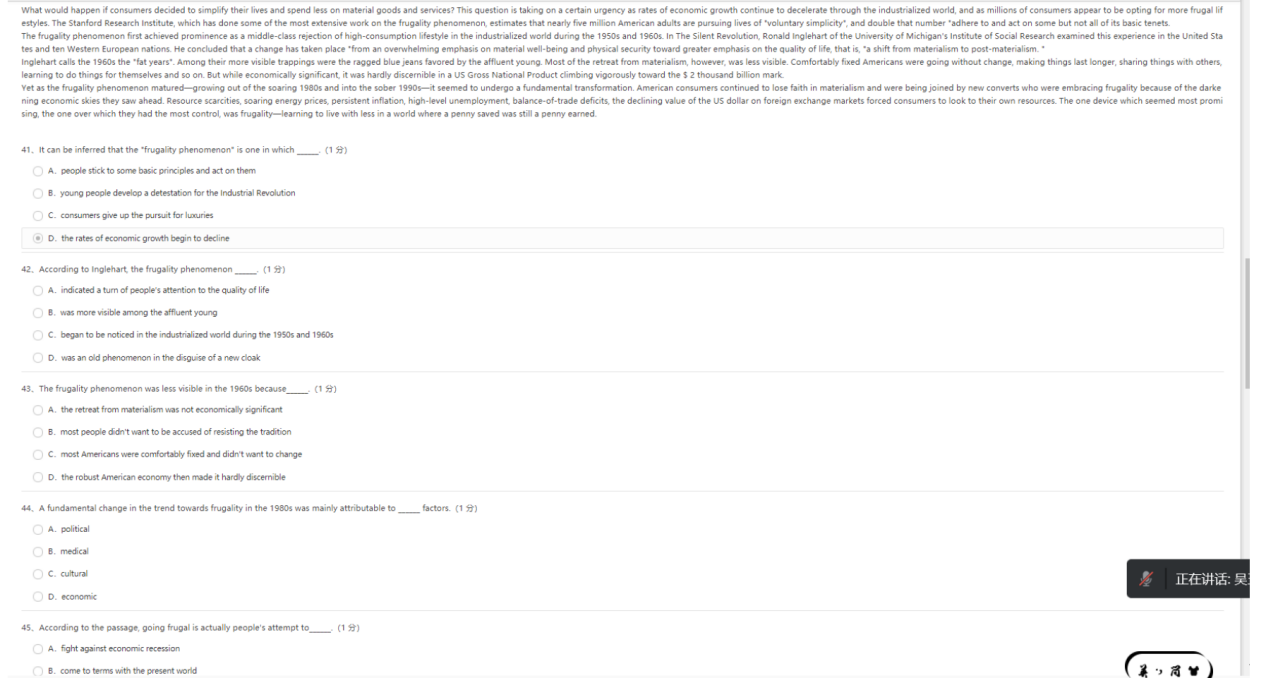 What would happen if consumers decided to simplify their lives and spend less on material goods and services? This question is taking on a certain urgency as rates of economic growth continue to decelerate through the industrialized world, and as millions of consumers appear to be opting for more frugal lif
estyles. The Stanford Research Institute, which has done some of the most extensive work on the frugality phenomenon, estimates that nearly five million American adults are pursuing lives of "voluntary simplicity", and double that number "adhere to and act on some but not all of its basic tenets.
The frugality phenomenon first achieved prominence as a middle-class rejection of high-consumption lifestyle in the industrialized world during the 1950s and 1960s. In The Silent Revolution, Ronald Inglehart of the University of Michigan's Institute of Social Research examined this experience in the United Sta
tes and ten Western European nations. He concluded that a change has taken place "from an overwhelming emphasis on material well-being and physical security toward greater emphasis on the quality of life, that is, "a shift from materialism to post-materialism. "
Inglehart calls the 1960s the "fat years". Among their more visible trappings were the ragged blue jeans favored by the affluent young. Most of the retreat from materialism, however, was less visible. Comfortably fixed Americans were going without change, making things last longer, sharing things with others,
learning to do things for themselves and so on. But while economically significant, it was hardly discernible in a US Gross National Product climbing vigorously toward the $ 2 thousand billion mark.
Yet as the frugality phenomenon matured—growing out of the soaring 1980s and into the sober 1990s—it seemed to undergo a fundamental transformation. American consumers continued to lose faith in materialism and were being joined by new converts who were embracing frugality because of the darke
ning economic skies they saw ahead. Resource scarcities, soaring energy prices, persistent inflation, high-level unemployment, balance-of-trade deficits, the declining value of the US dollar on foreign exchange markets forced consumers to look to their own resources. The one device which seemed most promi
sing, the one over which they had the most control, was frugality—learning to live with less in a world where a penny saved was still a penny earned.
41、It can be inferred that the "frugality phenomenon" is one in which _____. (1 分)
A. people stick to some basic principles and act on them
B. young people develop a detestation for the Industrial Revolution
C. consumers give up the pursuit for luxuries
D. the rates of economic growth begin to decline
42、According to Inglehart, the frugality phenomenon _____. (1 分)
A. indicated a turn of people's attention to the quality of life
B. was more visible among the affluent young
C. began to be noticed in the industrialized world during the 1950s and 1960s
D. was an old phenomenon in the disguise of a new cloak
43、The frugality phenomenon was less visible in the 1960s because_____. (1 分)
A. the retreat from materialism was not economically significant
B. most people didn't want to be accused of resisting the tradition
C. most Americans were comfortably fixed and didn't want to change
D. the robust American economy then made it hardly discernible
44、A fundamental change in the trend towards frugality in the 1980s was mainly attributable to _____ factors. (1 分)
A. political
B. medical
C. cultural
D. economic
正在讲话: 吴
45、According to the passage, going frugal is actually people's attempt to_____. (1 分)
A. fight against economic recession
B. come to terms with the present world